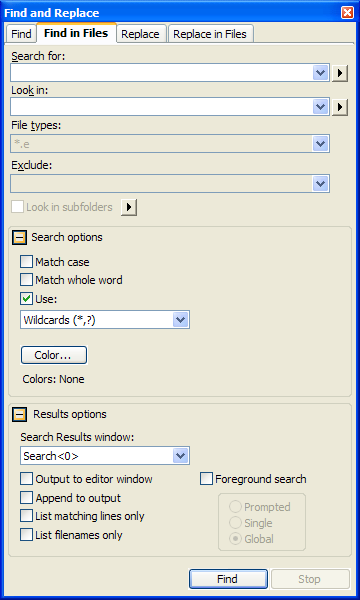 Find and Replace
Find Find in Files Replace Replace in Files
Search for:
Look in:
File types:
*.e
Exclude:
Look in subfolders
Search options
Match case
Match whole word
Use:
Wildcards (*,?)
Color...
Colors: None
Results options
Search Results window:
Search<0>
Output to editor window Foreground search
Append to output Prompted
List matching lines only Single
List filenames only Global
Find Stop